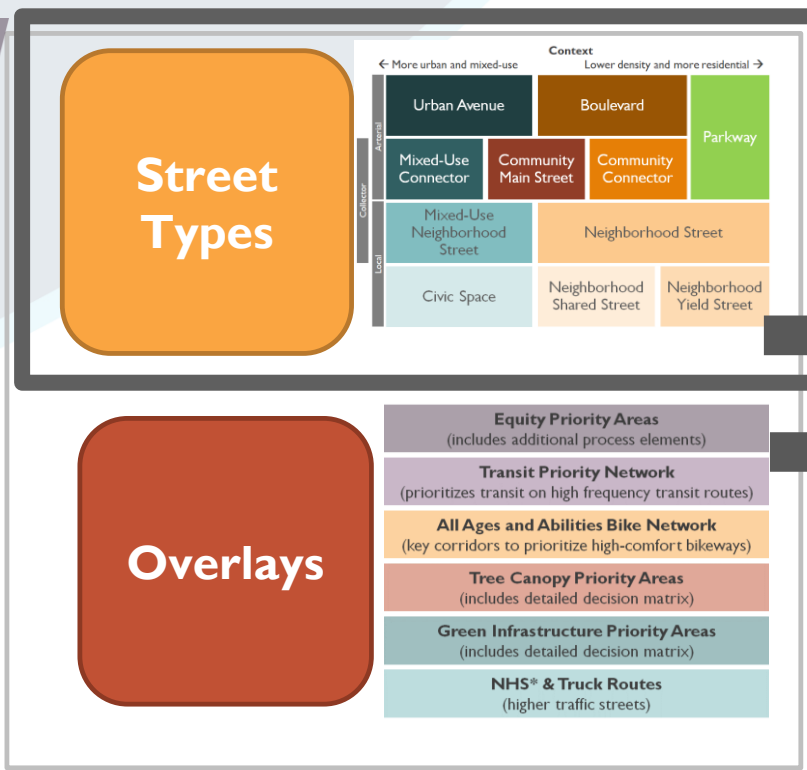 Street
Types
Context
← More urban and mixed-use
Lower density and more residential →
Collector
Arterial
Local
Urban Avenue
Boulevard
Parkway
Mixed-Use
Connector
Community
Main Street
Community
Connector
Mixed-Use
Neighborhood
Street
Neighborhood Street
Civic Space
Neighborhood
Shared Street
Neighborhood
Yield Street
Overlays
Equity Priority Areas
(includes additional process elements)
Transit Priority Network
(prioritizes transit on high frequency transit routes)
All Ages and Abilities Bike Network
(key corridors to prioritize high-comfort bikeways)
Tree Canopy Priority Areas
(includes detailed decision matrix)
Green Infrastructure Priority Areas
(includes detailed decision matrix)
NHS* & Truck Routes
(higher traffic streets)